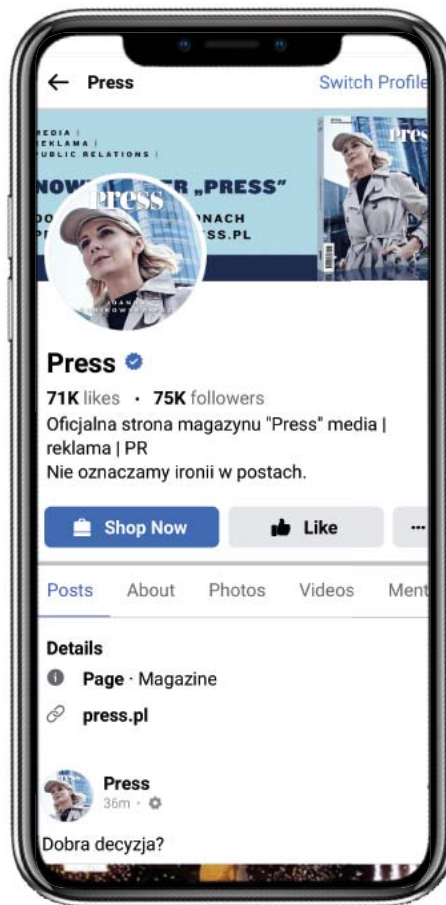 ← Press Switch Profile
MEDIA |
REKLAMA |
PUBLIC RELATIONS |
„PRESS”
Press
Press
Press
71K likes · 75K followers
Oficjalna strona magazynu "Press" media |
reklama | PR
Nie oznaczamy ironii w postach.
Shop Now Like ...
Posts About Photos Videos Ment
Details
Page · Magazine
press.pl
Press
36m ·
Dobra decyzja?